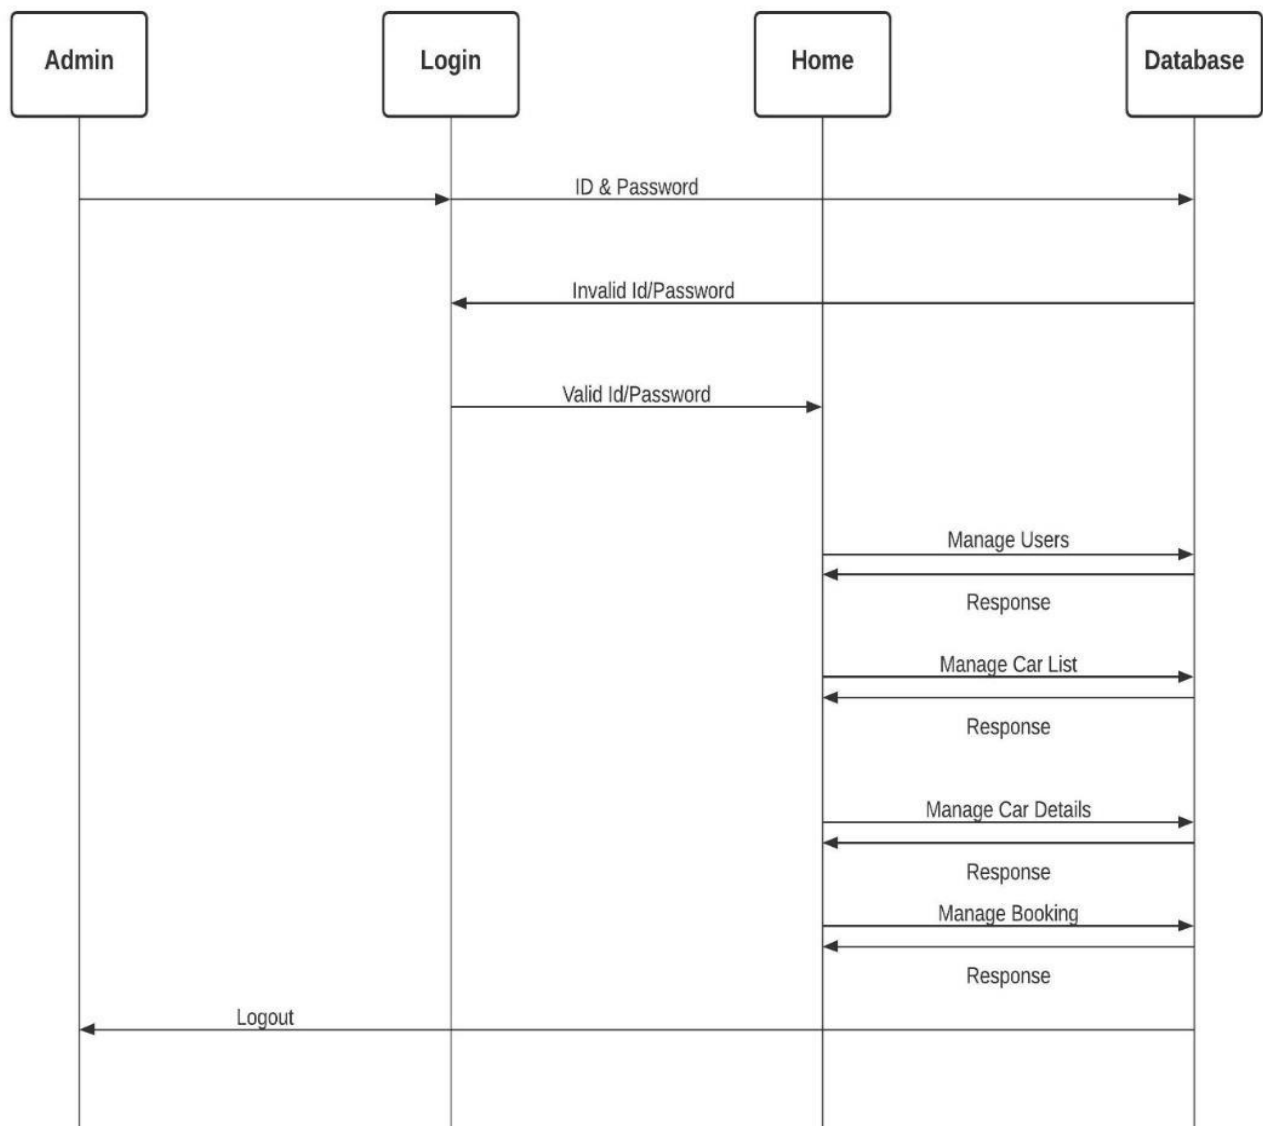 Admin
Login
Home
Database
ID & Password
Invalid Id/Password
Valid Id/Password
Manage Users
Response
Manage Car List
Response
Manage Car Details
Response
Manage Booking
Response
Logout